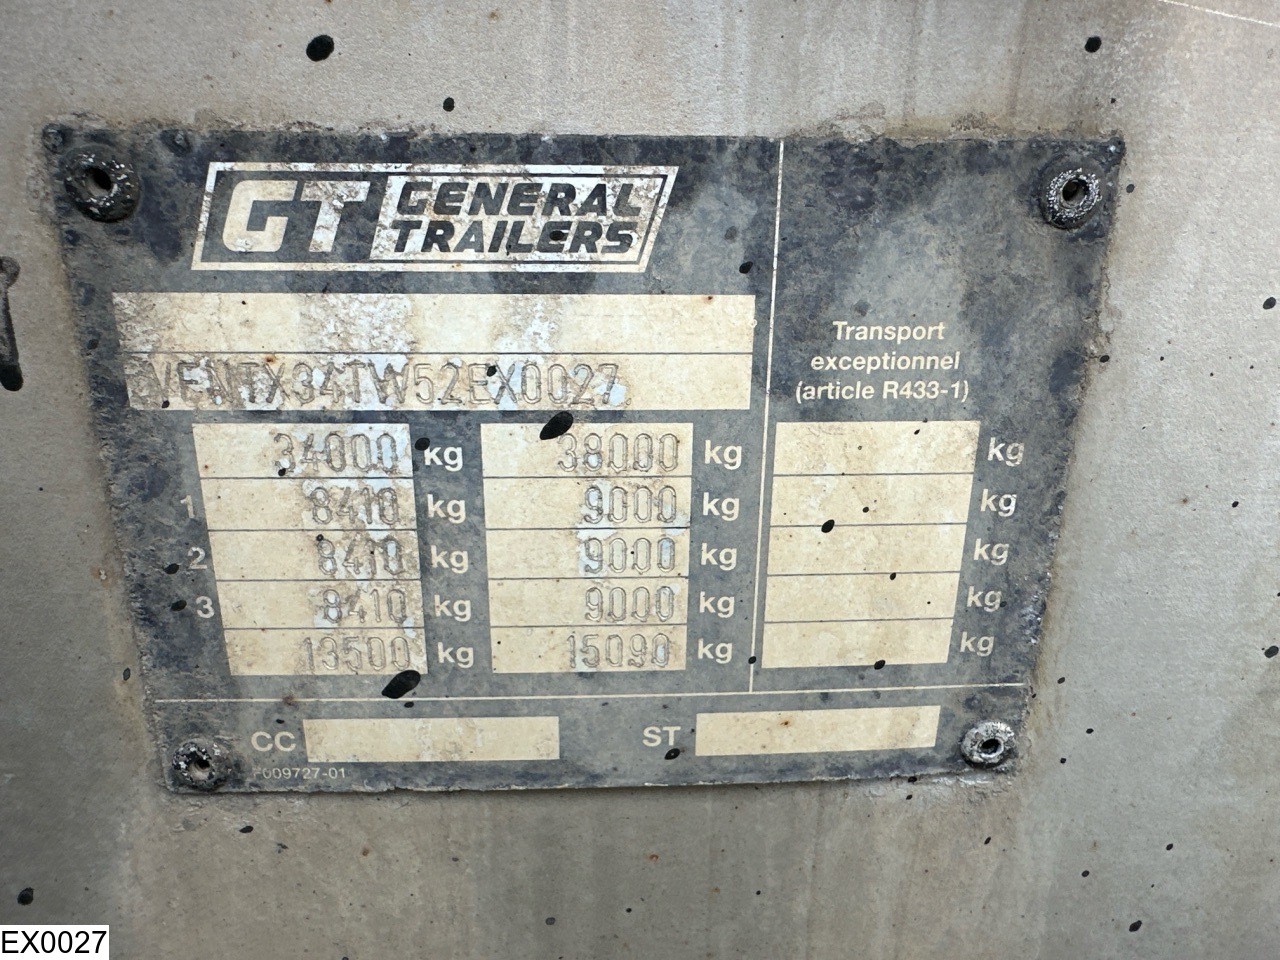 GT GENERAL TRAILERS
VFNTX34TW52EX0027
Transport
exceptionnel
(article R433-1)
34000 kg 38000 kg kg
1 8410 kg 9000 kg kg
2 8410 kg 9000 kg kg
3 8410 kg 9000 kg kg
13500 kg 15090 kg kg
CC ST
F009727-01
EX0027